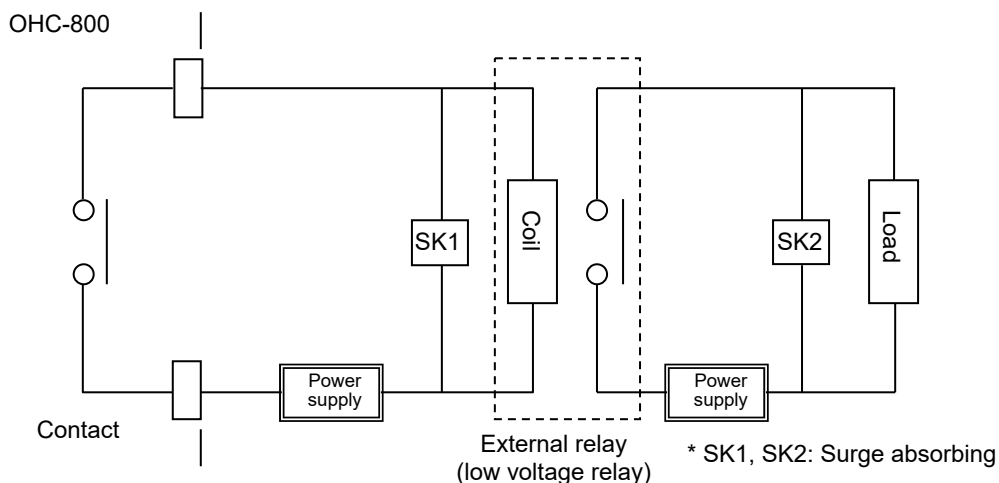 OHC-800
SK1
Coil
SK2
Load
Power
supply
Power
supply
Contact
External relay
(low voltage relay)
* SK1, SK2: Surge absorbing